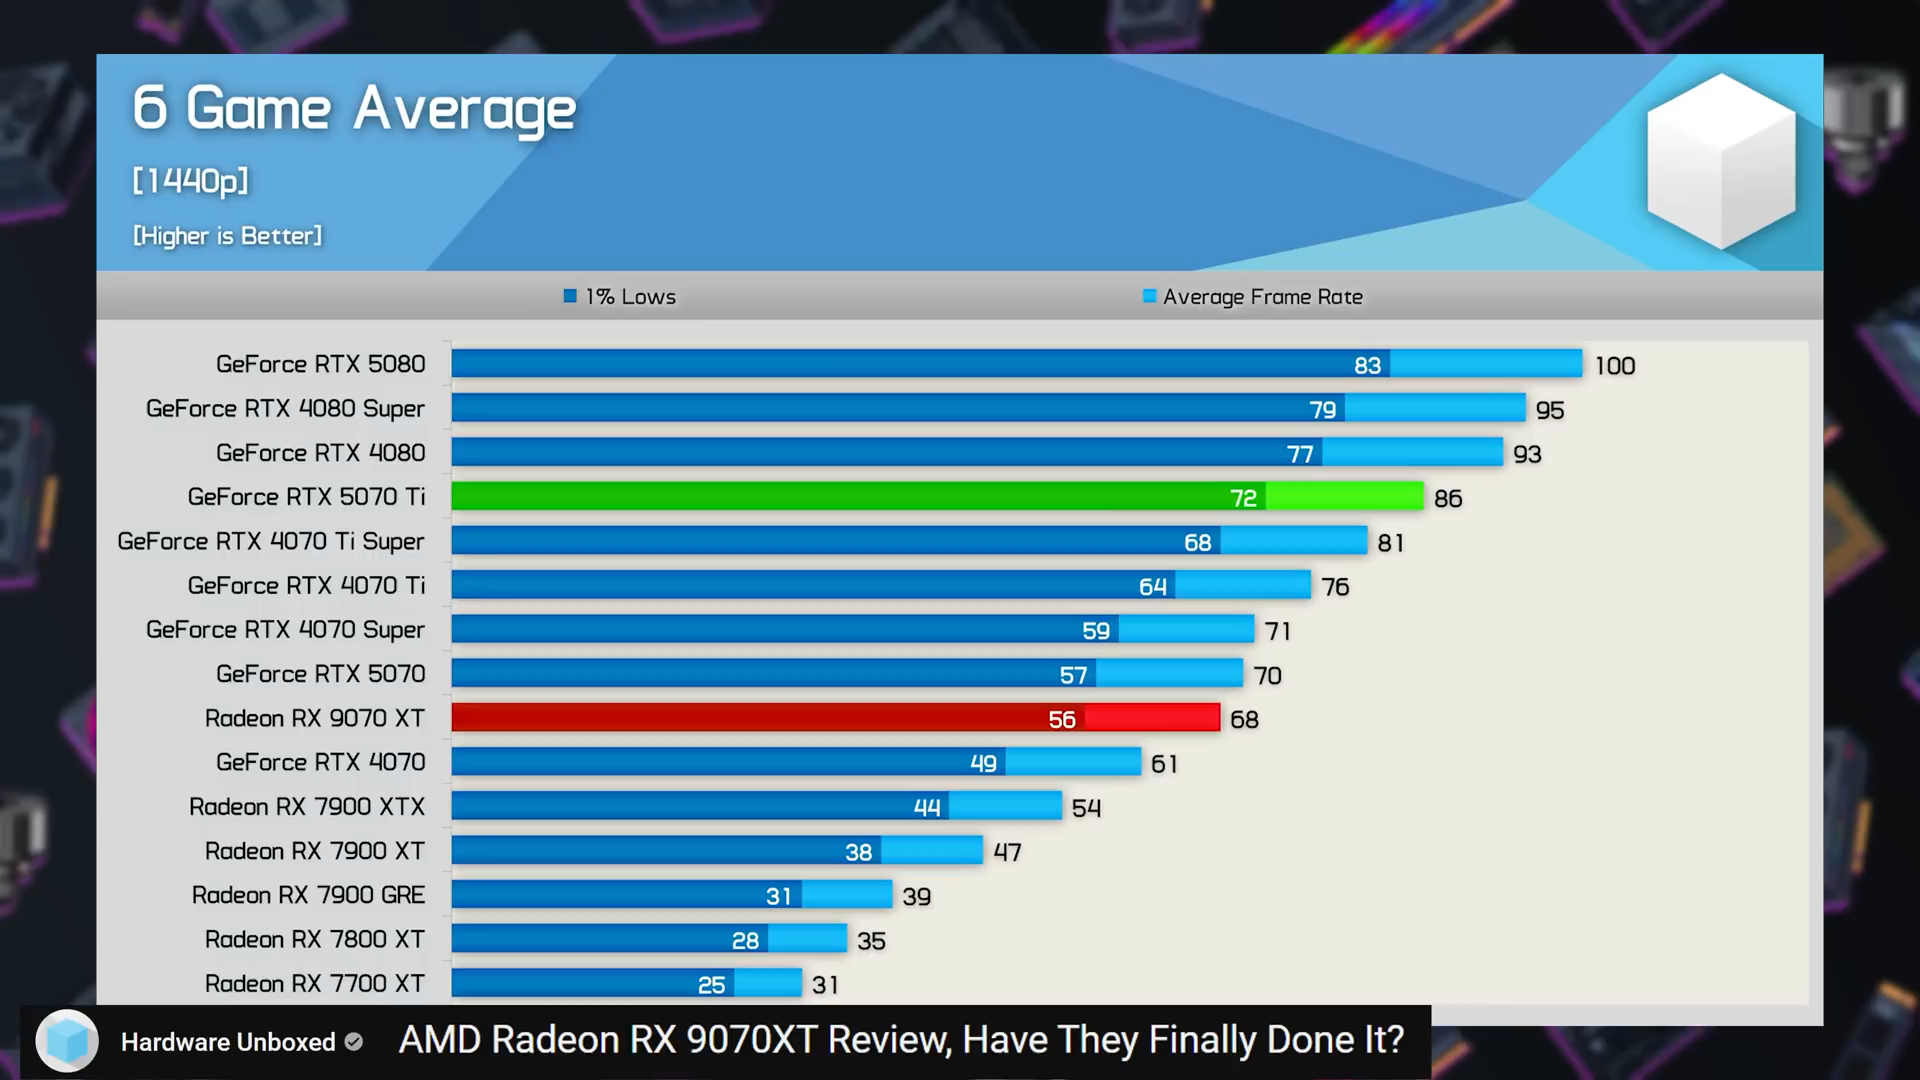 6 Game Average
[1440p]
[Higher is Better]
1% Lows Average Frame Rate
GeForce RTX 5080 83 100
GeForce RTX 4080 Super 79 95
GeForce RTX 4080 77 93
GeForce RTX 5070 Ti 72 86
GeForce RTX 4070 Ti Super 68 81
GeForce RTX 4070 Ti 64 76
GeForce RTX 4070 Super 59 71
GeForce RTX 5070 57 70
Radeon RX 9070 XT 56 68
GeForce RTX 4070 49 61
Radeon RX 7900 XTX 44 54
Radeon RX 7900 XT 38 47
Radeon RX 7900 GRE 31 39
Radeon RX 7800 XT 28 35
Radeon RX 7700 XT 25 31
Hardware Unboxed AMD Radeon RX 9070XT Review, Have They Finally Done It?